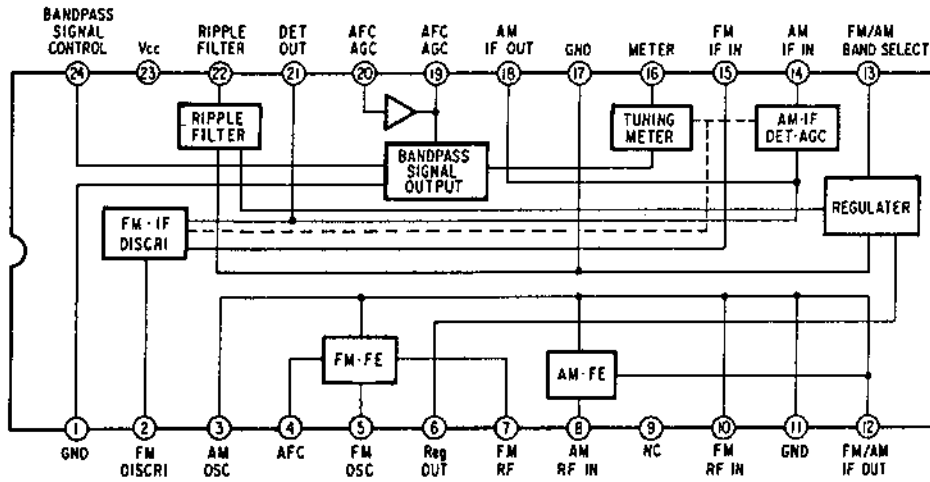 BANDPASS SIGNAL CONTROL
Vcc
RIPPLE FILTER
DET OUT
AFC AGC
AFC AGC
AM IF OUT
GND
METER
FM IF IN
AM IF IN
FM/AM BAND SELECT
24 23 22 21 20 19 18 17 16 15 14 13
RIPPLE FILTER
TUNING METER
AM-IF DET-AGC
BANDPASS SIGNAL OUTPUT
REGULATER
FM-IF DISCRI
FM-FE
AM-FE
1 2 3 4 5 6 7 8 9 10 11 12
GND
FM DISCRI
AM OSC
AFC
FM OSC
Reg OUT
FM RF
AM RF IN
NC
FM RF IN
GND
FM/AM IF OUT